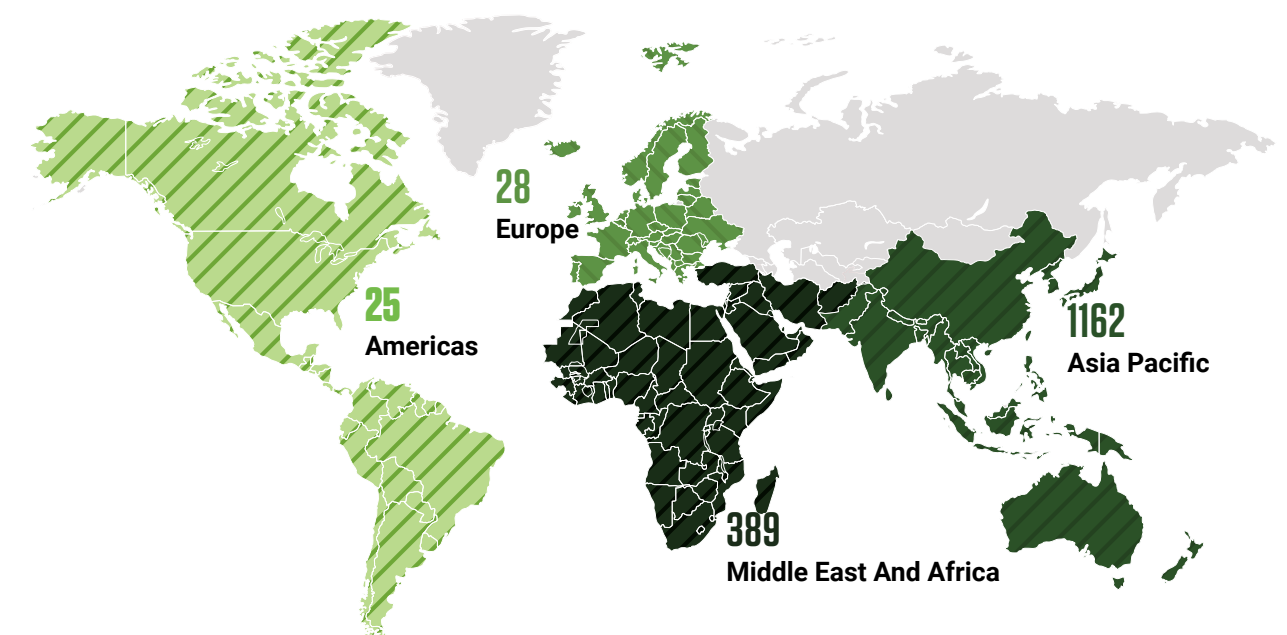 28
Europe
25
Americas
1162
Asia Pacific
389
Middle East And Africa